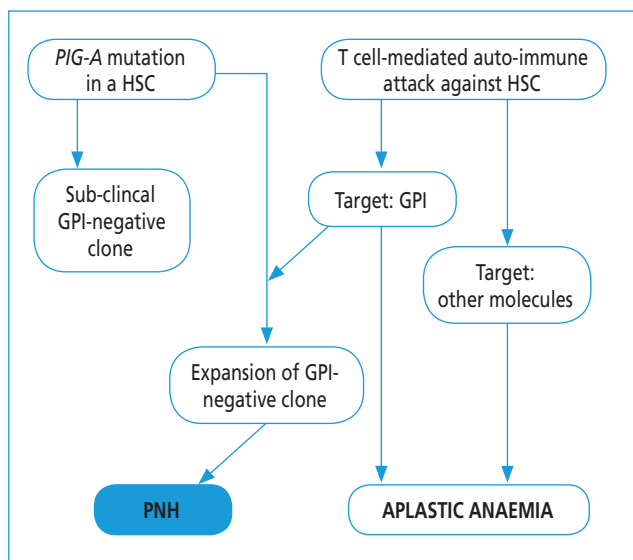 PIG-A mutation
in a HSC
T cell-mediated auto-immune
attack against HSC
Sub-clincal
GPI-negative
clone
Target: GPI
Target:
other molecules
Expansion of GPI-
negative clone
PNH
APLASTIC ANAEMIA